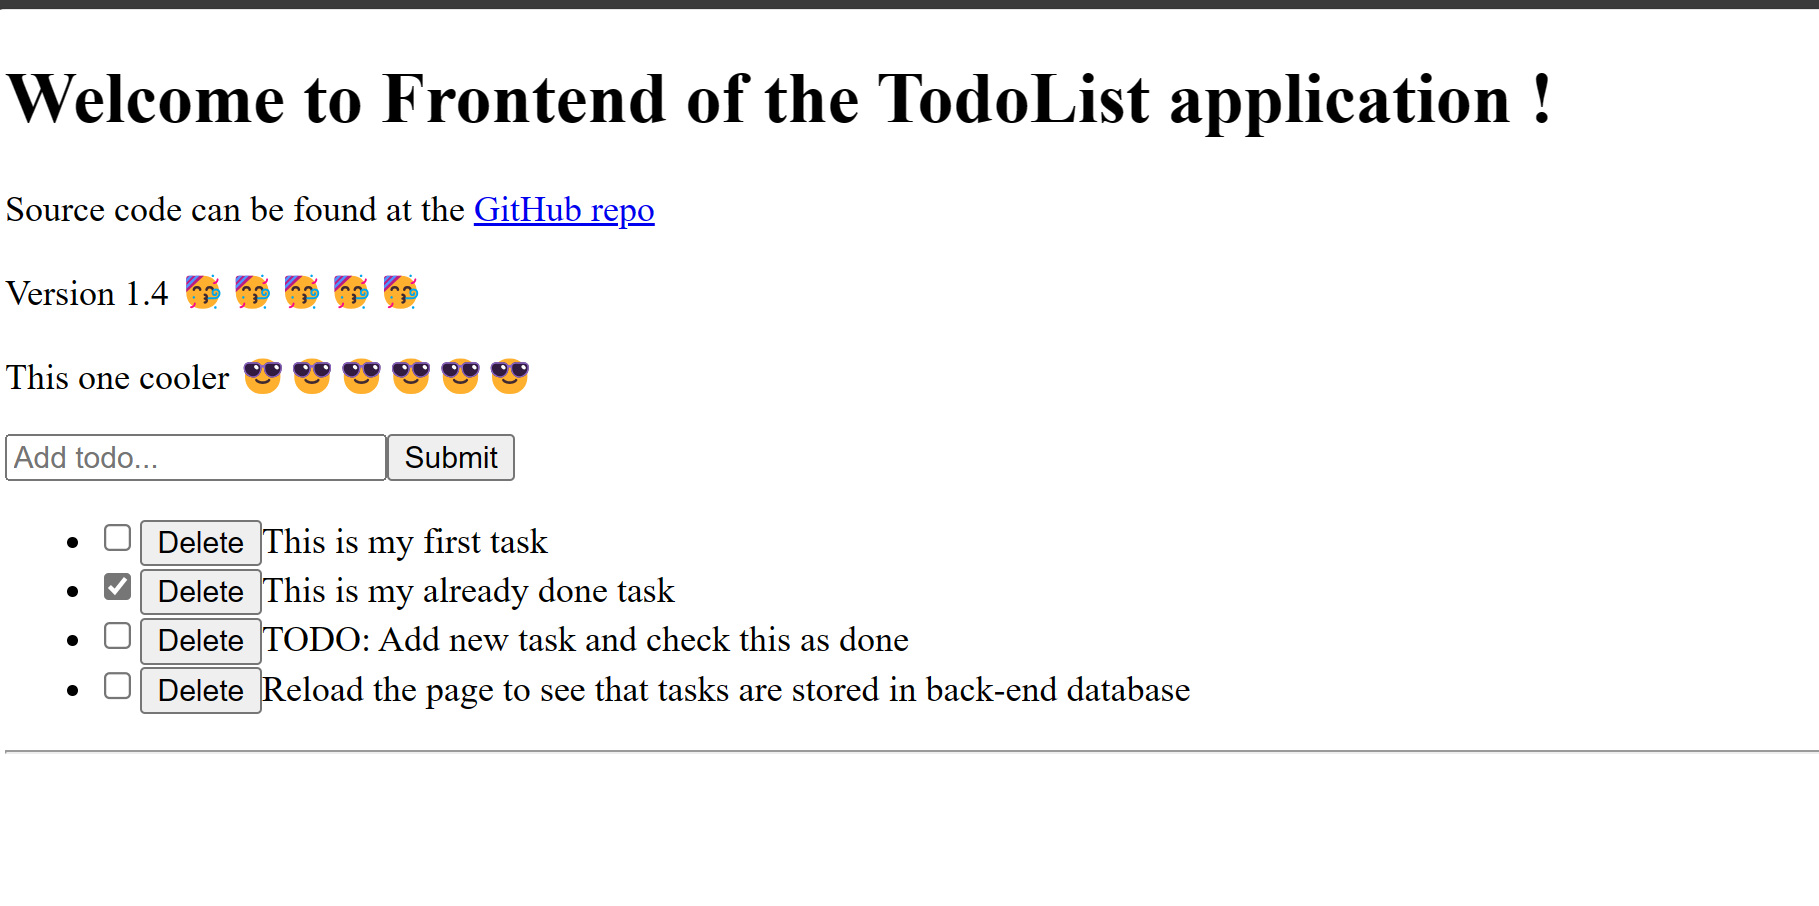 Welcome to Frontend of the TodoList application !
Source code can be found at the GitHub repo
Version 1.4 🥳 🥳 🥳 🥳 🥳
This one cooler 😎 😎 😎 😎 😎 😎
Add todo... Submit
Delete This is my first task
Delete This is my already done task
Delete TODO: Add new task and check this as done
Delete Reload the page to see that tasks are stored in back-end database